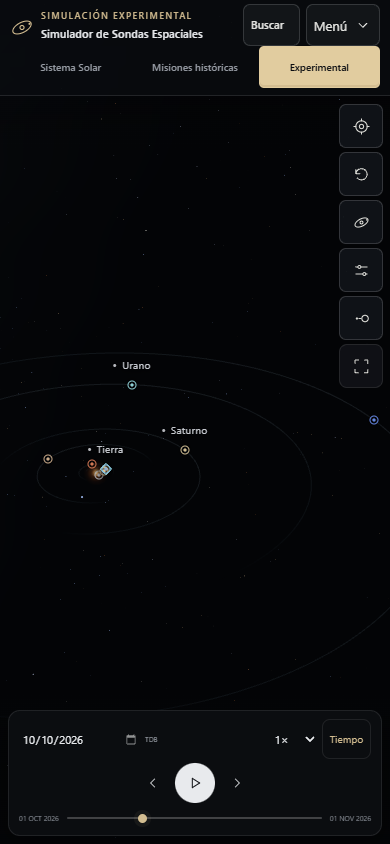 SIMULACIÓN EXPERIMENTAL
Simulador de Sondas Espaciales
Buscar
Menú
Sistema Solar
Misiones históricas
Experimental
Urano
Saturno
Tierra
10/10/2026
TDB
1×
Tiempo
01 OCT 2026
01 NOV 2026